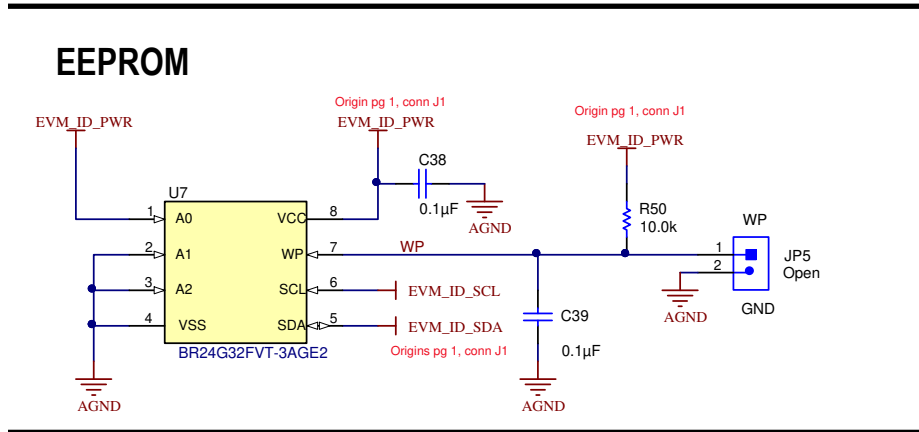 EEPROM
Origin pg 1, conn J1
Origin pg 1, conn J1
EVM_ID_PWR
EVM_ID_PWR
EVM_ID_PWR
C38
0.1µF
AGND
U7
1 A0
2 A1
3 A2
4 VSS
VCC 8
WP 7
SCL 6
SDA 5
BR24G32FVT-3AGE2
WP
EVM_ID_SCL
EVM_ID_SDA
Origins pg 1, conn J1
R50
10.0k
WP
1
2
JP5
Open
GND
AGND
C39
0.1µF
AGND
AGND